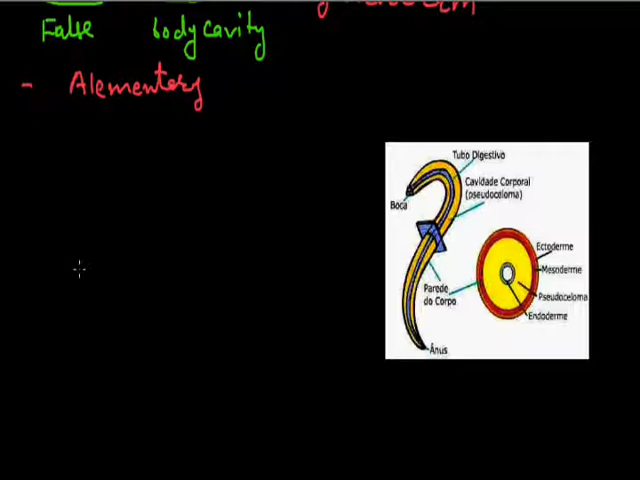 False body cavity
- Alementery
Tubo Digestivo
Cavidade Corporal
(pseudoceloma)
Boca
Ectoderme
Mesoderme
Parede
do Corpo
Pseudoceloma
Endoderme
Ânus